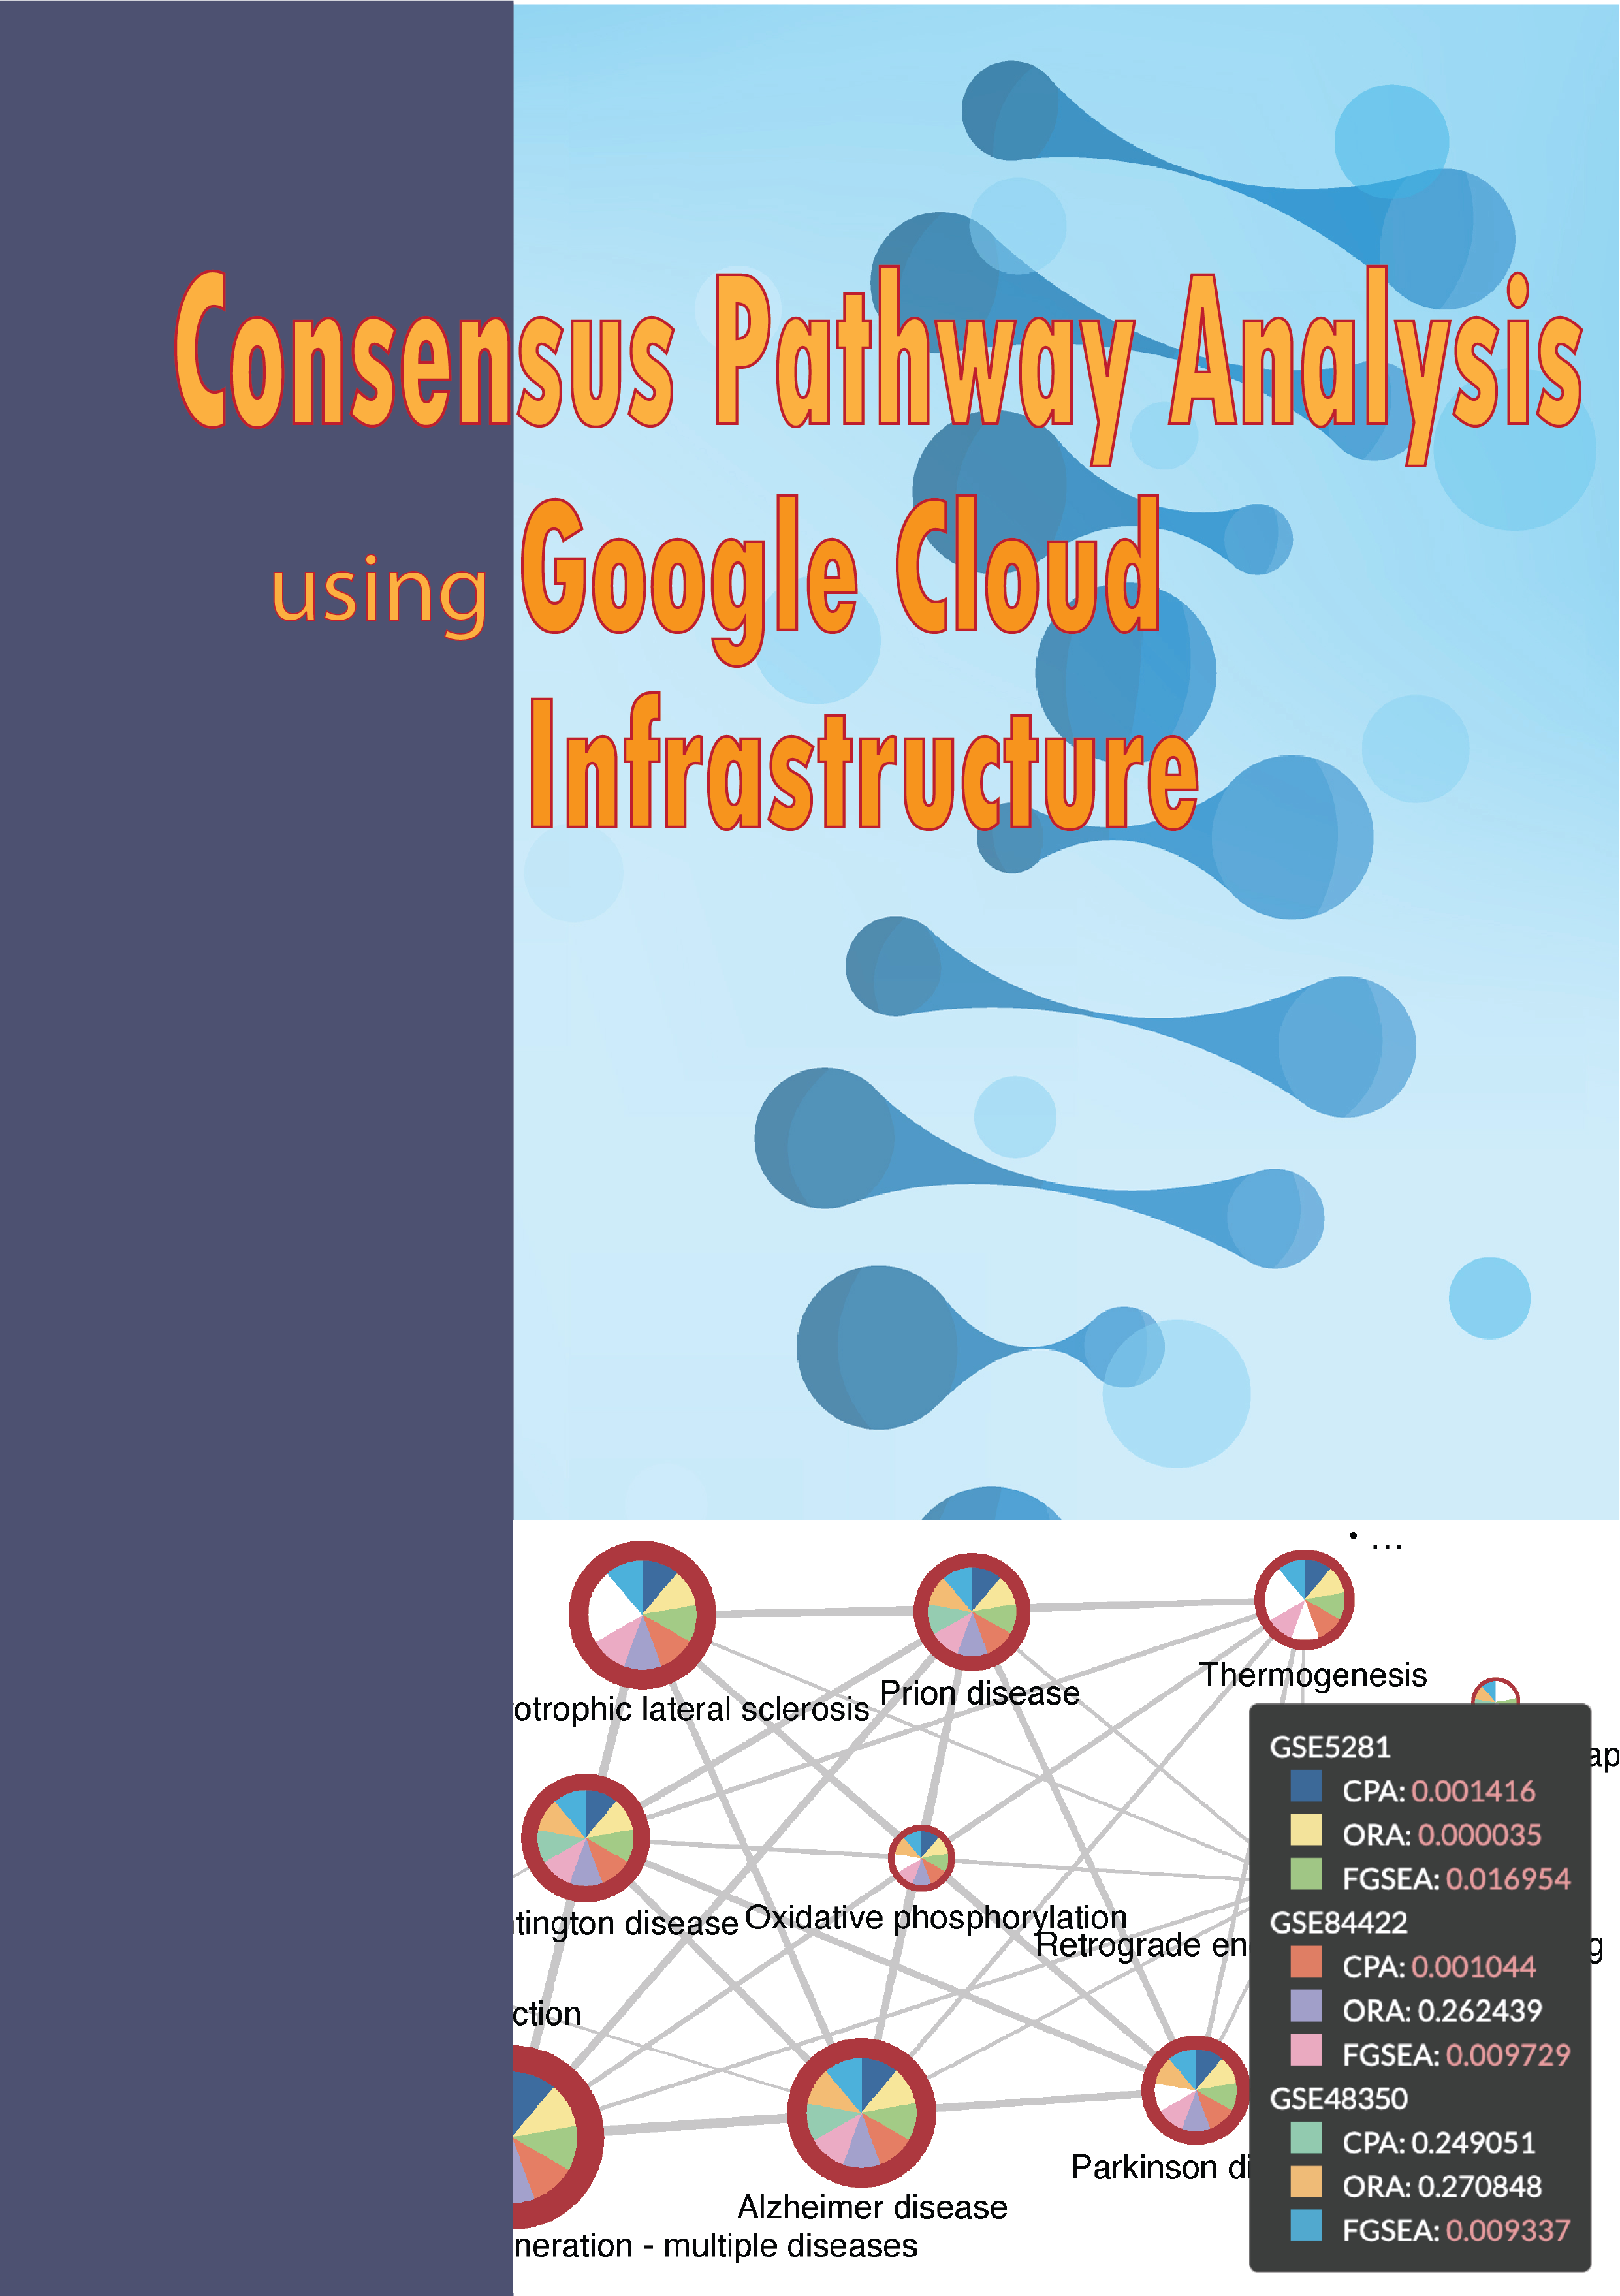 Consensus Pathway Analysis
using Google Cloud
Infrastructure
• ...
Thermogenesis
Prion disease
otrophic lateral sclerosis
GSE5281
ap
CPA: 0.001416
ORA: 0.000035
FGSEA: 0.016954
tington disease
Oxidative phosphorylation
GSE84422
Retrograde en
g
CPA: 0.001044
ction
ORA: 0.262439
FGSEA: 0.009729
GSE48350
CPA: 0.249051
Parkinson di
ORA: 0.270848
Alzheimer disease
FGSEA: 0.009337
neration - multiple diseases